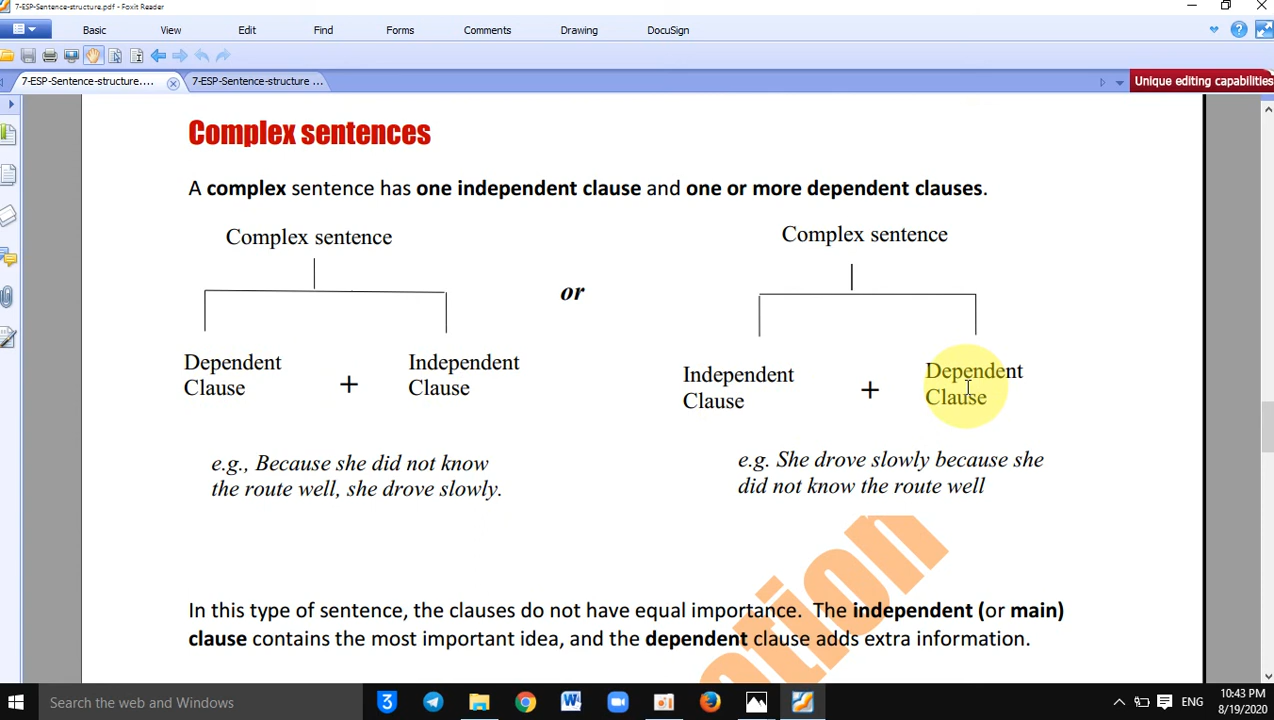 7-ESP-Sentence-structure.pdf - Foxit Reader
Basic View Edit Find Forms Comments Drawing DocuSign
7-ESP-Sentence-structure.... 7-ESP-Sentence-structure ... Unique editing capabilities
Complex sentences
A complex sentence has one independent clause and one or more dependent clauses.
Complex sentence
Dependent
Clause
+
Independent
Clause
e.g., Because she did not know
the route well, she drove slowly.
or
Complex sentence
Independent
Clause
+
Dependent
Clause
e.g. She drove slowly because she
did not know the route well
In this type of sentence, the clauses do not have equal importance. The independent (or main)
clause contains the most important idea, and the dependent clause adds extra information.
Search the web and Windows
ENG
10:43 PM
8/19/2020